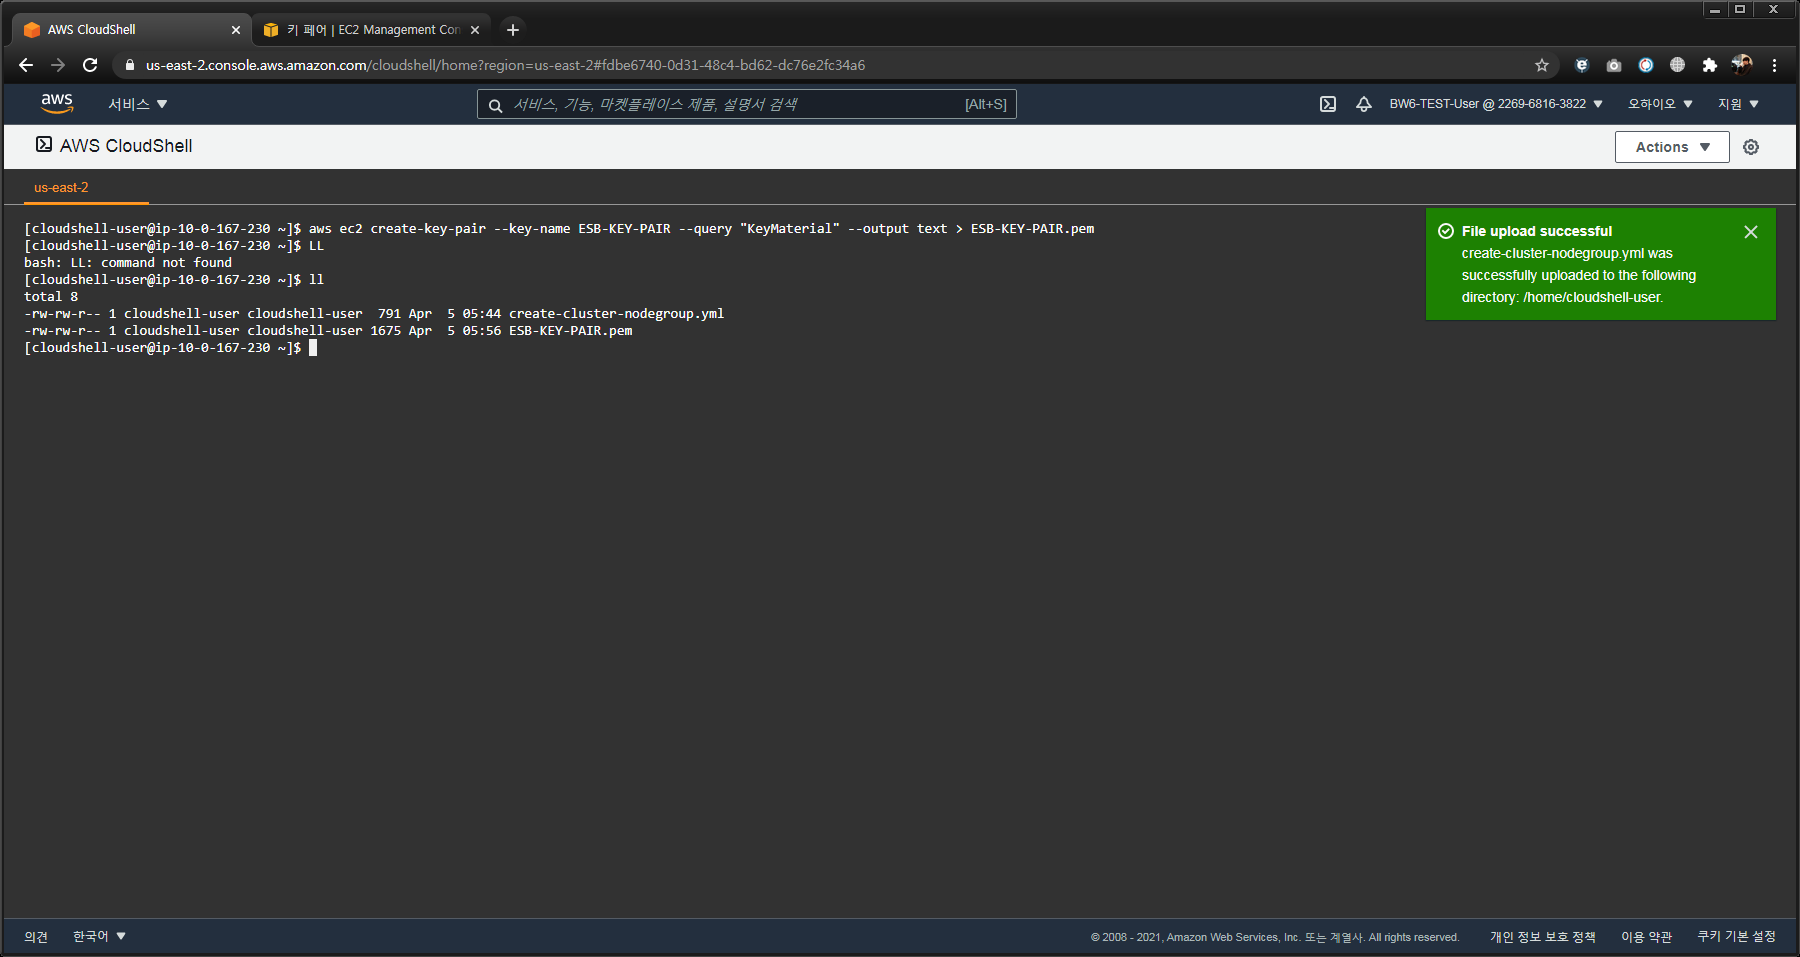 AWS CloudShell
키 페어 | EC2 Management Con
us-east-2.console.aws.amazon.com/cloudshell/home?region=us-east-2#fdbe6740-0d31-48c4-bd62-dc76e2fc34a6
aws
서비스
서비스, 기능, 마켓플레이스 제품, 설명서 검색
[Alt+S]
BW6-TEST-User @ 2269-6816-3822
오하이오
지원
AWS CloudShell
Actions
us-east-2
[cloudshell-user@ip-10-0-167-230 ~]$ aws ec2 create-key-pair --key-name ESB-KEY-PAIR --query "KeyMaterial" --output text > ESB-KEY-PAIR.pem
[cloudshell-user@ip-10-0-167-230 ~]$ LL
bash: LL: command not found
[cloudshell-user@ip-10-0-167-230 ~]$ ll
total 8
-rw-rw-r-- 1 cloudshell-user cloudshell-user  791 Apr  5 05:44 create-cluster-nodegroup.yml
-rw-rw-r-- 1 cloudshell-user cloudshell-user 1675 Apr  5 05:56 ESB-KEY-PAIR.pem
[cloudshell-user@ip-10-0-167-230 ~]$
File upload successful
create-cluster-nodegroup.yml was
successfully uploaded to the following
directory: /home/cloudshell-user.
의견
한국어
© 2008 - 2021, Amazon Web Services, Inc. 또는 계열사. All rights reserved.
개인 정보 보호 정책
이용 약관
쿠키 기본 설정